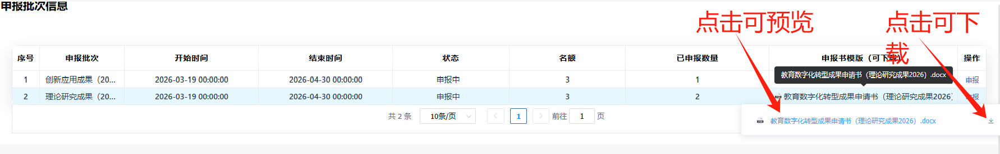 申报批次信息
点击可预览
点击可下载
序号 申报批次 开始时间 结束时间 状态 名额 已申报数量 申报书模版（可下载） 操作
教育数字化转型成果申请书（理论研究成果2026）.docx
1 创新应用成果（20... 2026-03-19 00:00:00 2026-04-30 00:00:00 申报中 3 1 申报
2 理论研究成果（20... 2026-03-19 00:00:00 2026-04-30 00:00:00 申报中 3 2 教育数字化转型成果申请书（理论研究成果2026） 申报
共 2 条 10条/页 1 前往 1 页
教育数字化转型成果申请书（理论研究成果2026）.docx